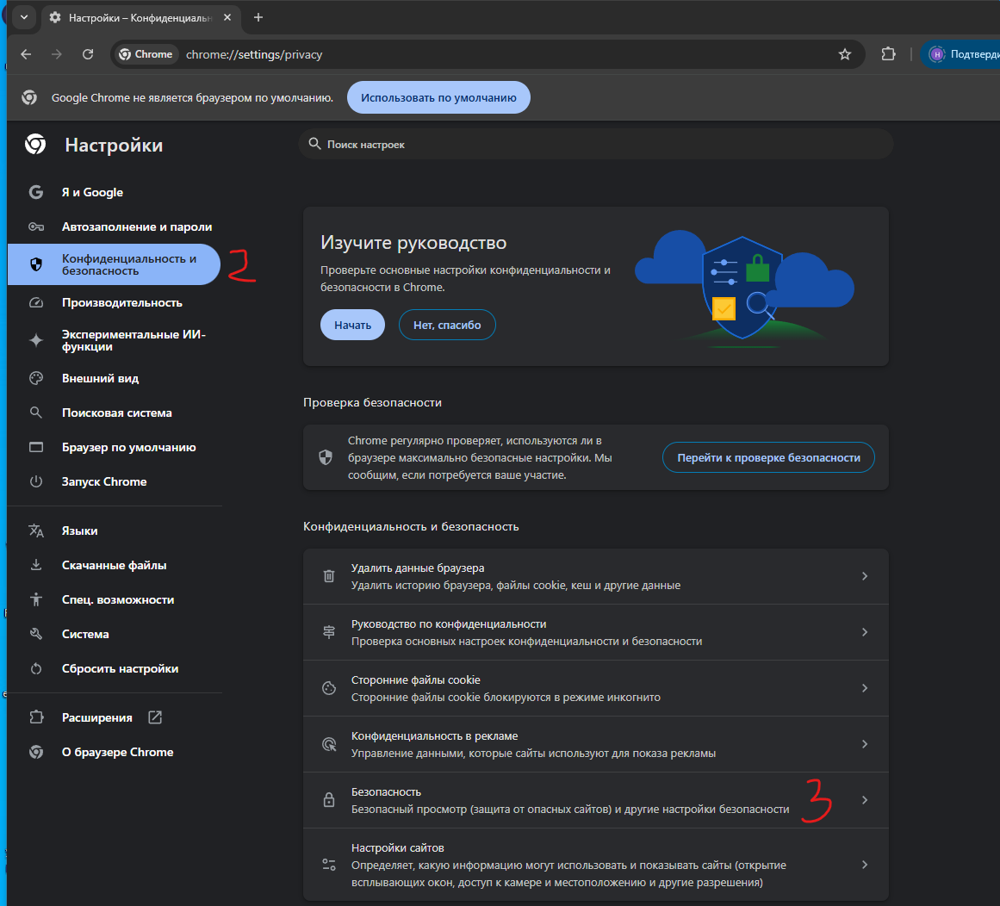 Настройки – Конфиденциальн
Chrome
chrome://settings/privacy
Подтверди
Google Chrome не является браузером по умолчанию.
Использовать по умолчанию
Настройки
Поиск настроек
Я и Google
Автозаполнение и пароли
Конфиденциальность и
безопасность
2
Производительность
Экспериментальные ИИ-
функции
Внешний вид
Поисковая система
Браузер по умолчанию
Запуск Chrome
Языки
Скачанные файлы
Спец. возможности
Система
Сбросить настройки
Расширения
О браузере Chrome
Изучите руководство
Проверьте основные настройки конфиденциальности и
безопасности в Chrome.
Начать
Нет, спасибо
Проверка безопасности
Chrome регулярно проверяет, используются ли в
браузере максимально безопасные настройки. Мы
сообщим, если потребуется ваше участие.
Перейти к проверке безопасности
Конфиденциальность и безопасность
Удалить данные браузера
Удалить историю браузера, файлы cookie, кеш и другие данные
Руководство по конфиденциальности
Проверка основных настроек конфиденциальности и безопасности
Сторонние файлы cookie
Сторонние файлы cookie блокируются в режиме инкогнито
Конфиденциальность в рекламе
Управление данными, которые сайты используют для показа рекламы
Безопасность
Безопасный просмотр (защита от опасных сайтов) и другие настройки безопасности
3
Настройки сайтов
Определяет, какую информацию могут использовать и показывать сайты (открытие
всплывающих окон, доступ к камере и местоположению и другие разрешения)